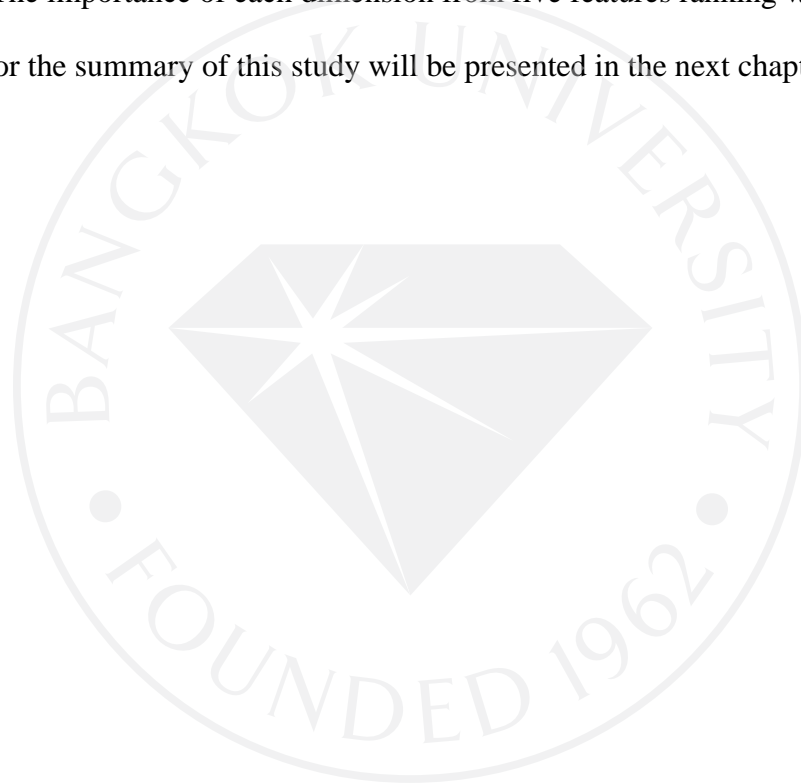 The importance of each dimension from five features ranking w
or the summary of this study will be presented in the next chapt
BANGKOK UNIVERSITY
FOUNDED 1962